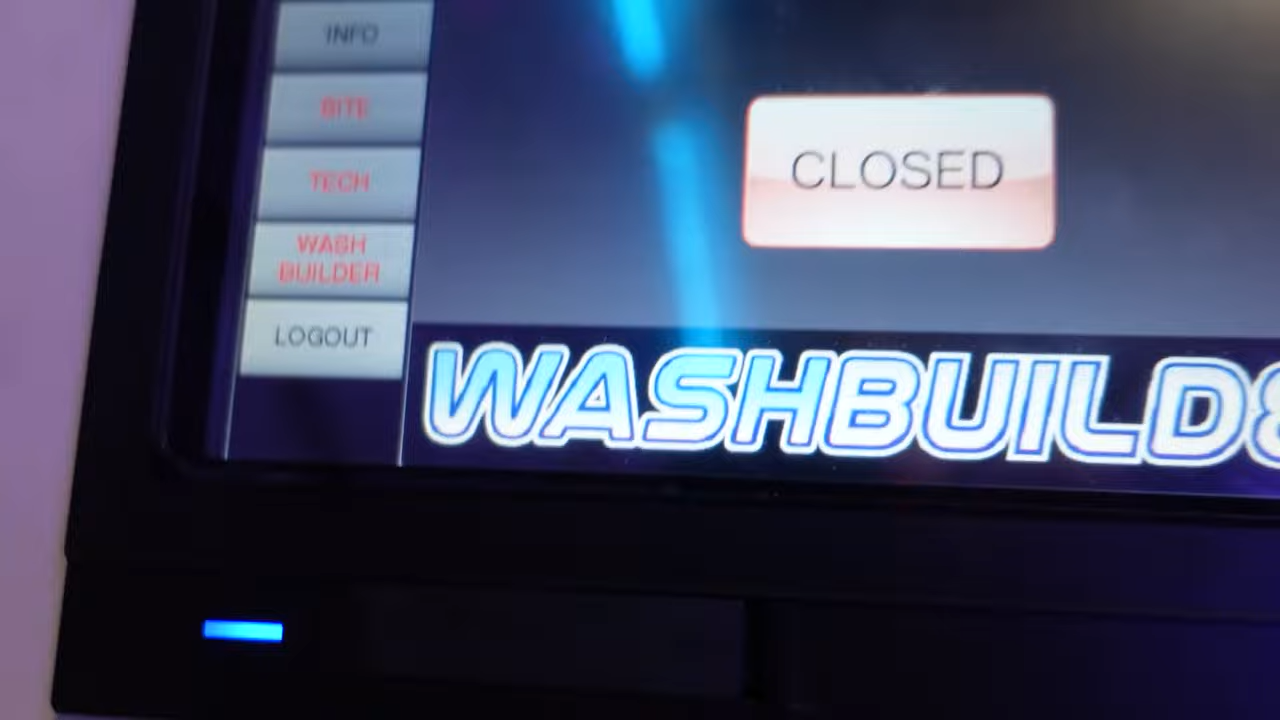 INFO
SITE
TECH
WASH
BUILDER
LOGOUT
CLOSED
WASHBUILD